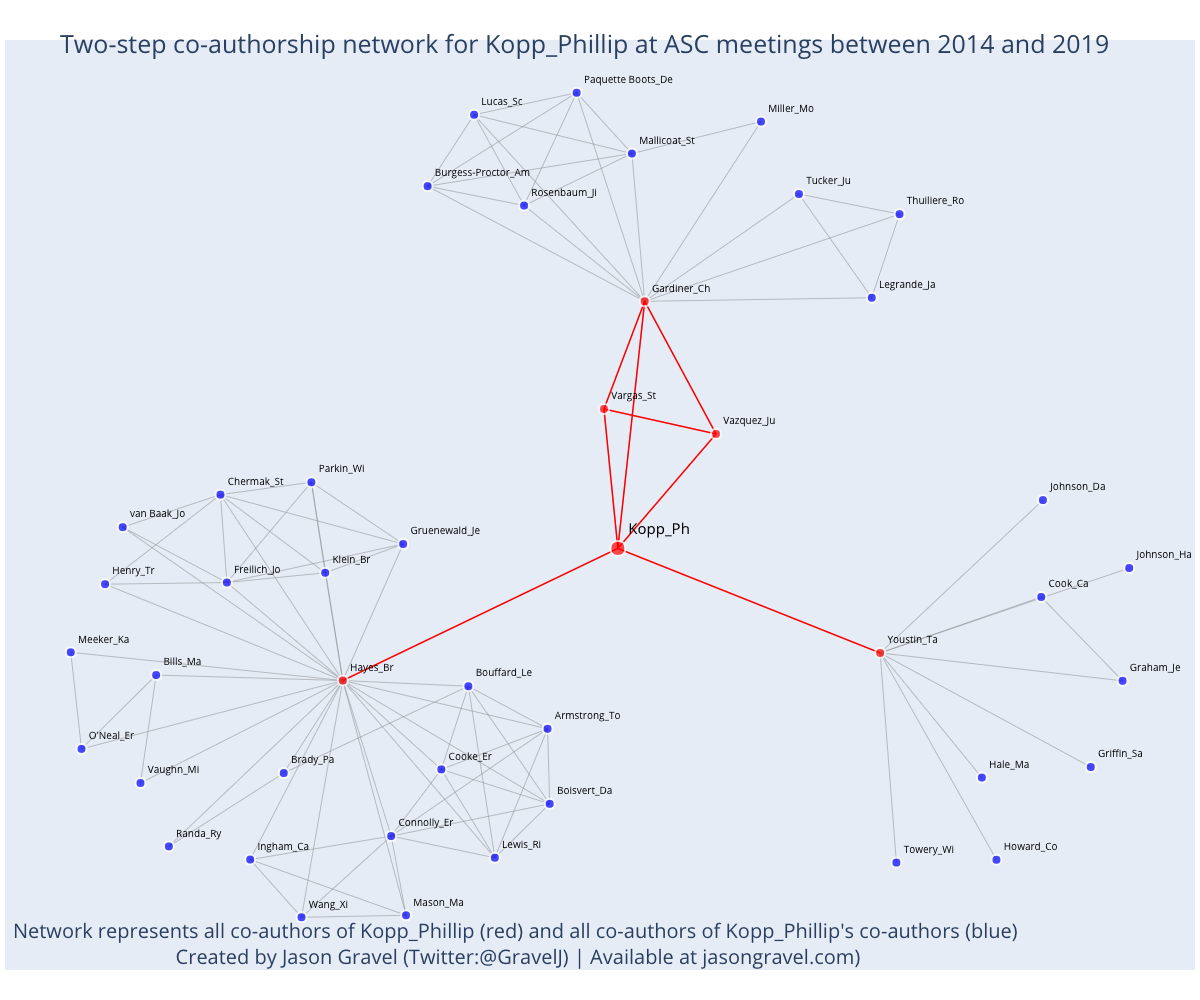 Two-step co-authorship network for Kopp_Phillip at ASC meetings between 2014 and 2019
Paquette Boots_De
Lucas_Sc
Miller_Mo
Mallicoat_St
Burgess-Proctor_Am
Tucker_Ju
Rosenbaum_Ji
Thuiliere_Ro
Legrande_Ja
Gardiner_Ch
Vargas_St
Vazquez_Ju
Parkin_Wi
Chermak_St
Johnson_Da
van Baak_Jo
Gruenewald_Je
Kopp_Ph
Johnson_Ha
Klein_Br
Henry_Tr
Freilich_Jo
Cook_Ca
Meeker_Ka
Youstin_Ta
Bills_Ma
Hayes_Br
Bouffard_Le
Graham_Je
Armstrong_To
O'Neal_Er
Griffin_Sa
Cooke_Er
Brady_Pa
Hale_Ma
Vaughn_Mi
Boisvert_Da
Connolly_Er
Randa_Ry
Lewis_Ri
Ingham_Ca
Howard_Co
Towery_Wi
Mason_Ma
Wang_Xi
Network represents all co-authors of Kopp_Phillip (red) and all co-authors of Kopp_Phillip's co-authors (blue)
Created by Jason Gravel (Twitter:@GravelJ) | Available at jasongravel.com)